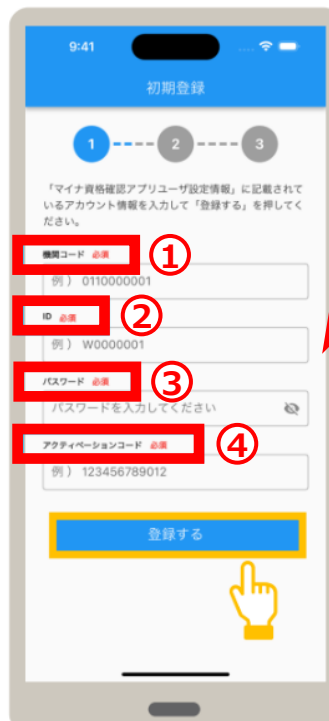 9:41
初期登録
1
2
3
「マイナ資格確認アプリユーザ設定情報」に記載されて
いるアカウント情報を入力して「登録する」を押してく
ださい。
機関コード 必須
①
例） 0110000001
ID 必須
②
例） W0000001
パスワード 必須
③
パスワードを入力してください
アクティベーションコード 必須
④
例） 123456789012
登録する